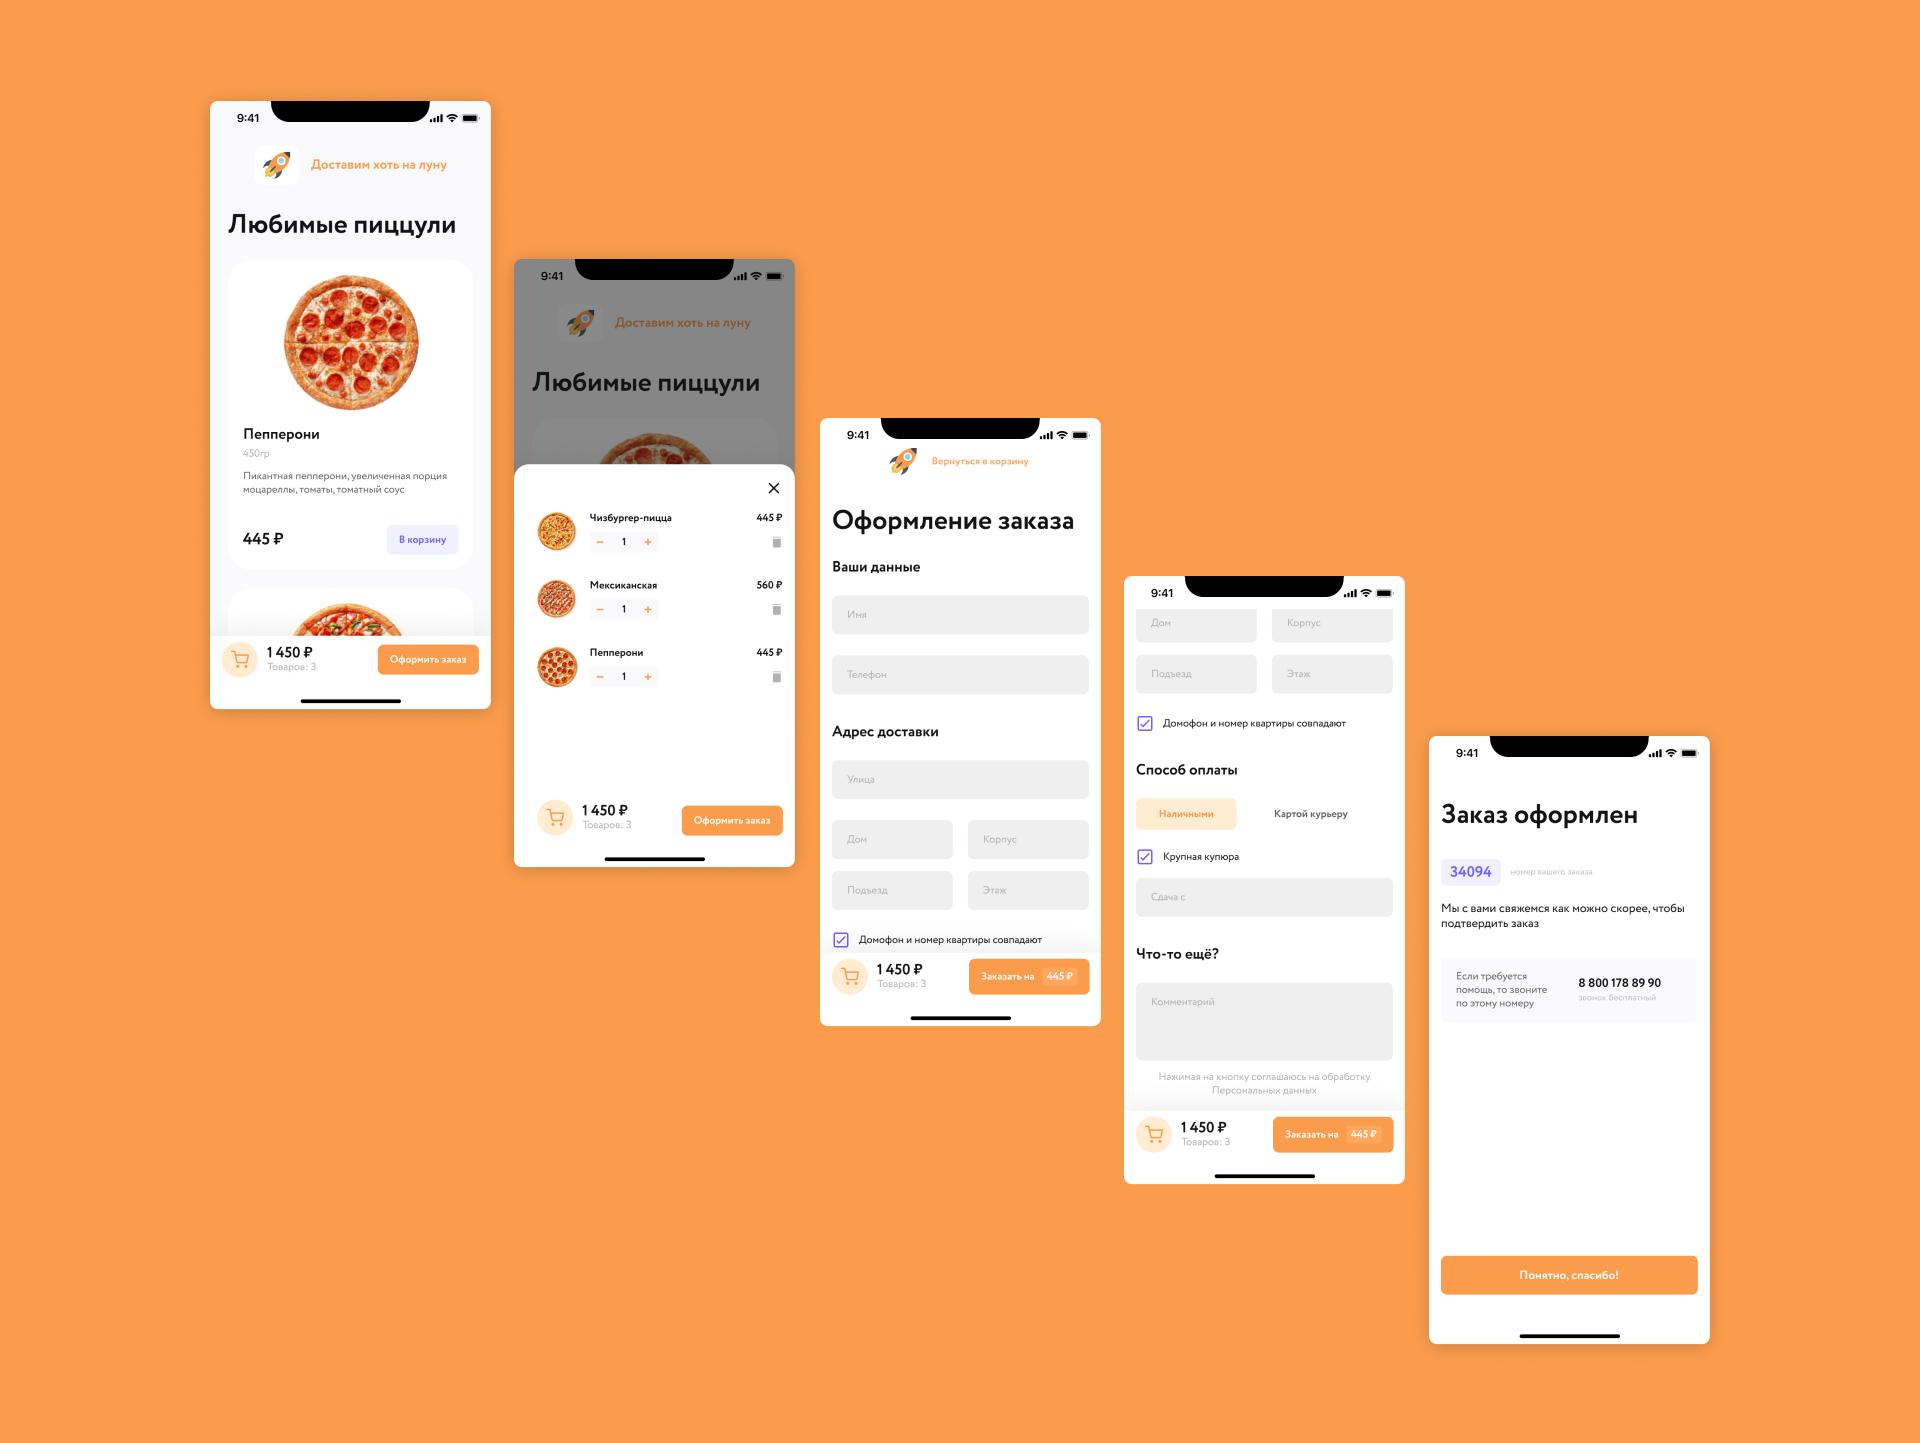 9:41
Доставим хоть на луну
Любимые пиццули
Пепперони
450гр
Пикантная пепперони, увеличенная порция
моцареллы, томаты, томатный соус
445 ₽
В корзину
1 450 ₽
Товаров: 3
Оформить заказ
9:41
Доставим хоть на луну
Любимые пиццули
Чизбургер-пицца
445 ₽
− 1 +
Мексиканская
560 ₽
− 1 +
Пепперони
445 ₽
− 1 +
1 450 ₽
Товаров: 3
Оформить заказ
9:41
Вернуться в корзину
Оформление заказа
Ваши данные
Имя
Телефон
Адрес доставки
Улица
Дом
Корпус
Подъезд
Этаж
Домофон и номер квартиры совпадают
1 450 ₽
Товаров: 3
Заказать на 445 ₽
9:41
Дом
Корпус
Подъезд
Этаж
Домофон и номер квартиры совпадают
Способ оплаты
Наличными
Картой курьеру
Крупная купюра
Сдача с
Что-то ещё?
Комментарий
Нажимая на кнопку соглашаюсь на обработку
Персональных данных
1 450 ₽
Товаров: 3
Заказать на 445 ₽
9:41
Заказ оформлен
34094
номер вашего заказа
Мы с вами свяжемся как можно скорее, чтобы
подтвердить заказ
Если требуется
помощь, то звоните
по этому номеру
8 800 178 89 90
звонок бесплатный
Понятно, спасибо!